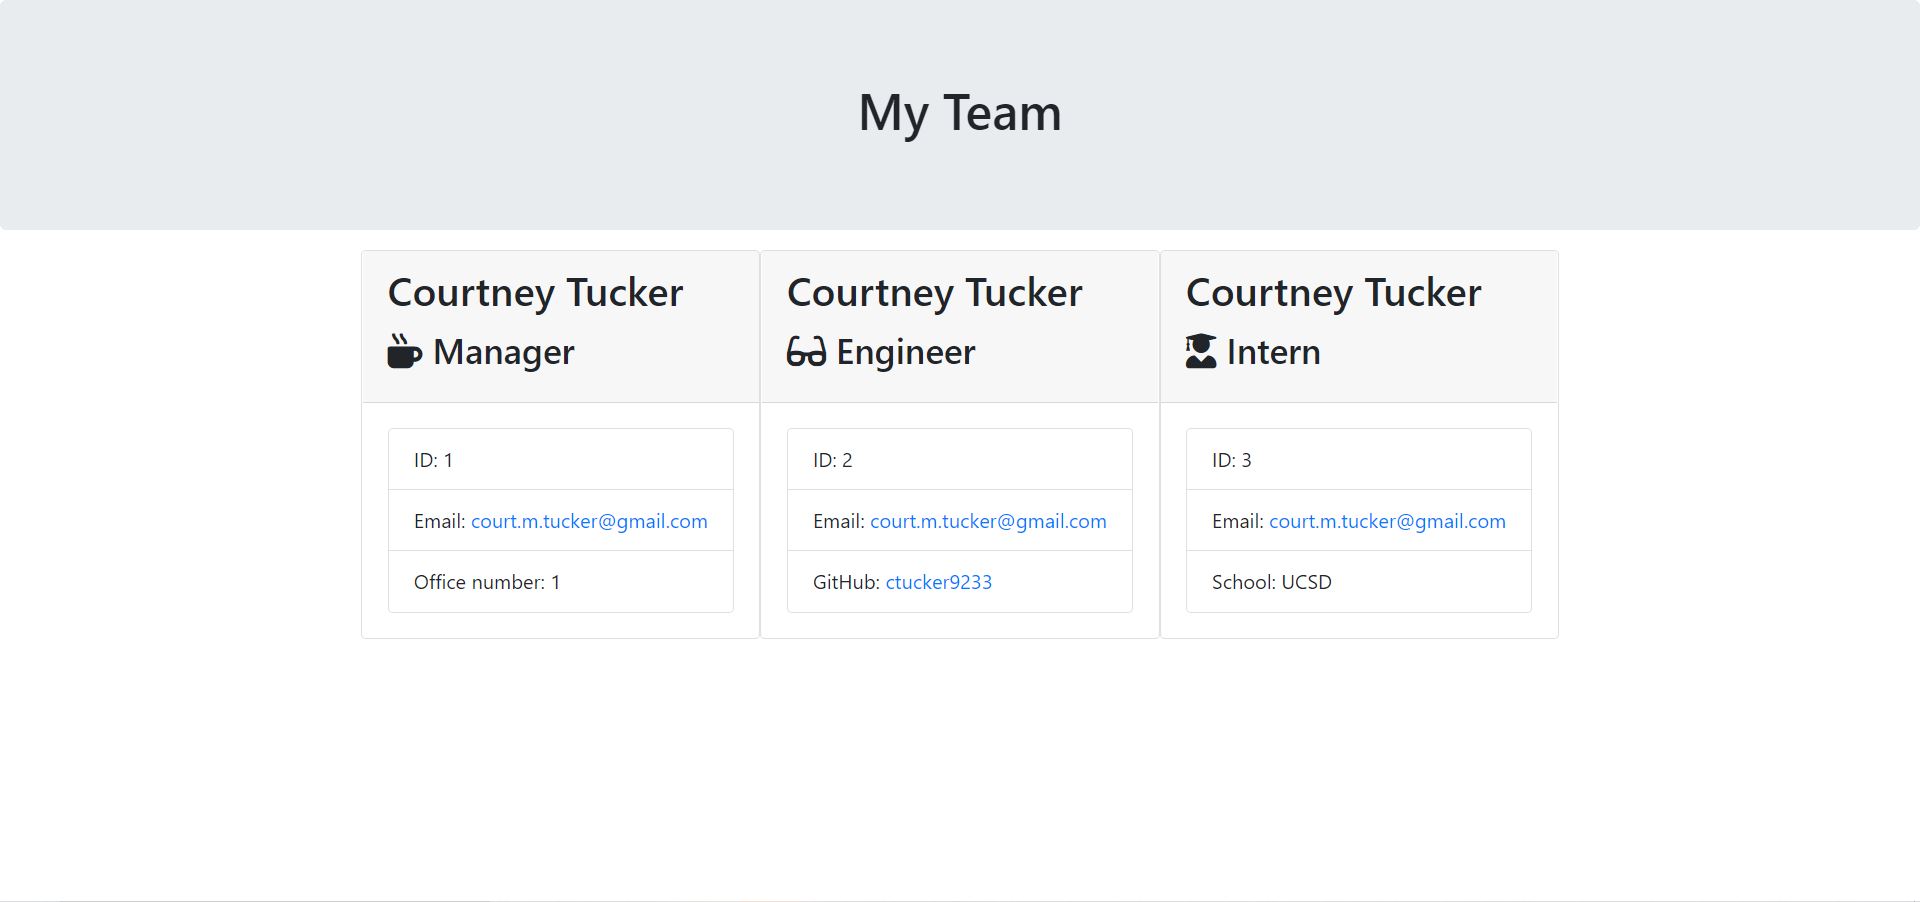 My Team
Courtney Tucker
Manager
ID: 1
Email: court.m.tucker@gmail.com
Office number: 1
Courtney Tucker
Engineer
ID: 2
Email: court.m.tucker@gmail.com
GitHub: ctucker9233
Courtney Tucker
Intern
ID: 3
Email: court.m.tucker@gmail.com
School: UCSD